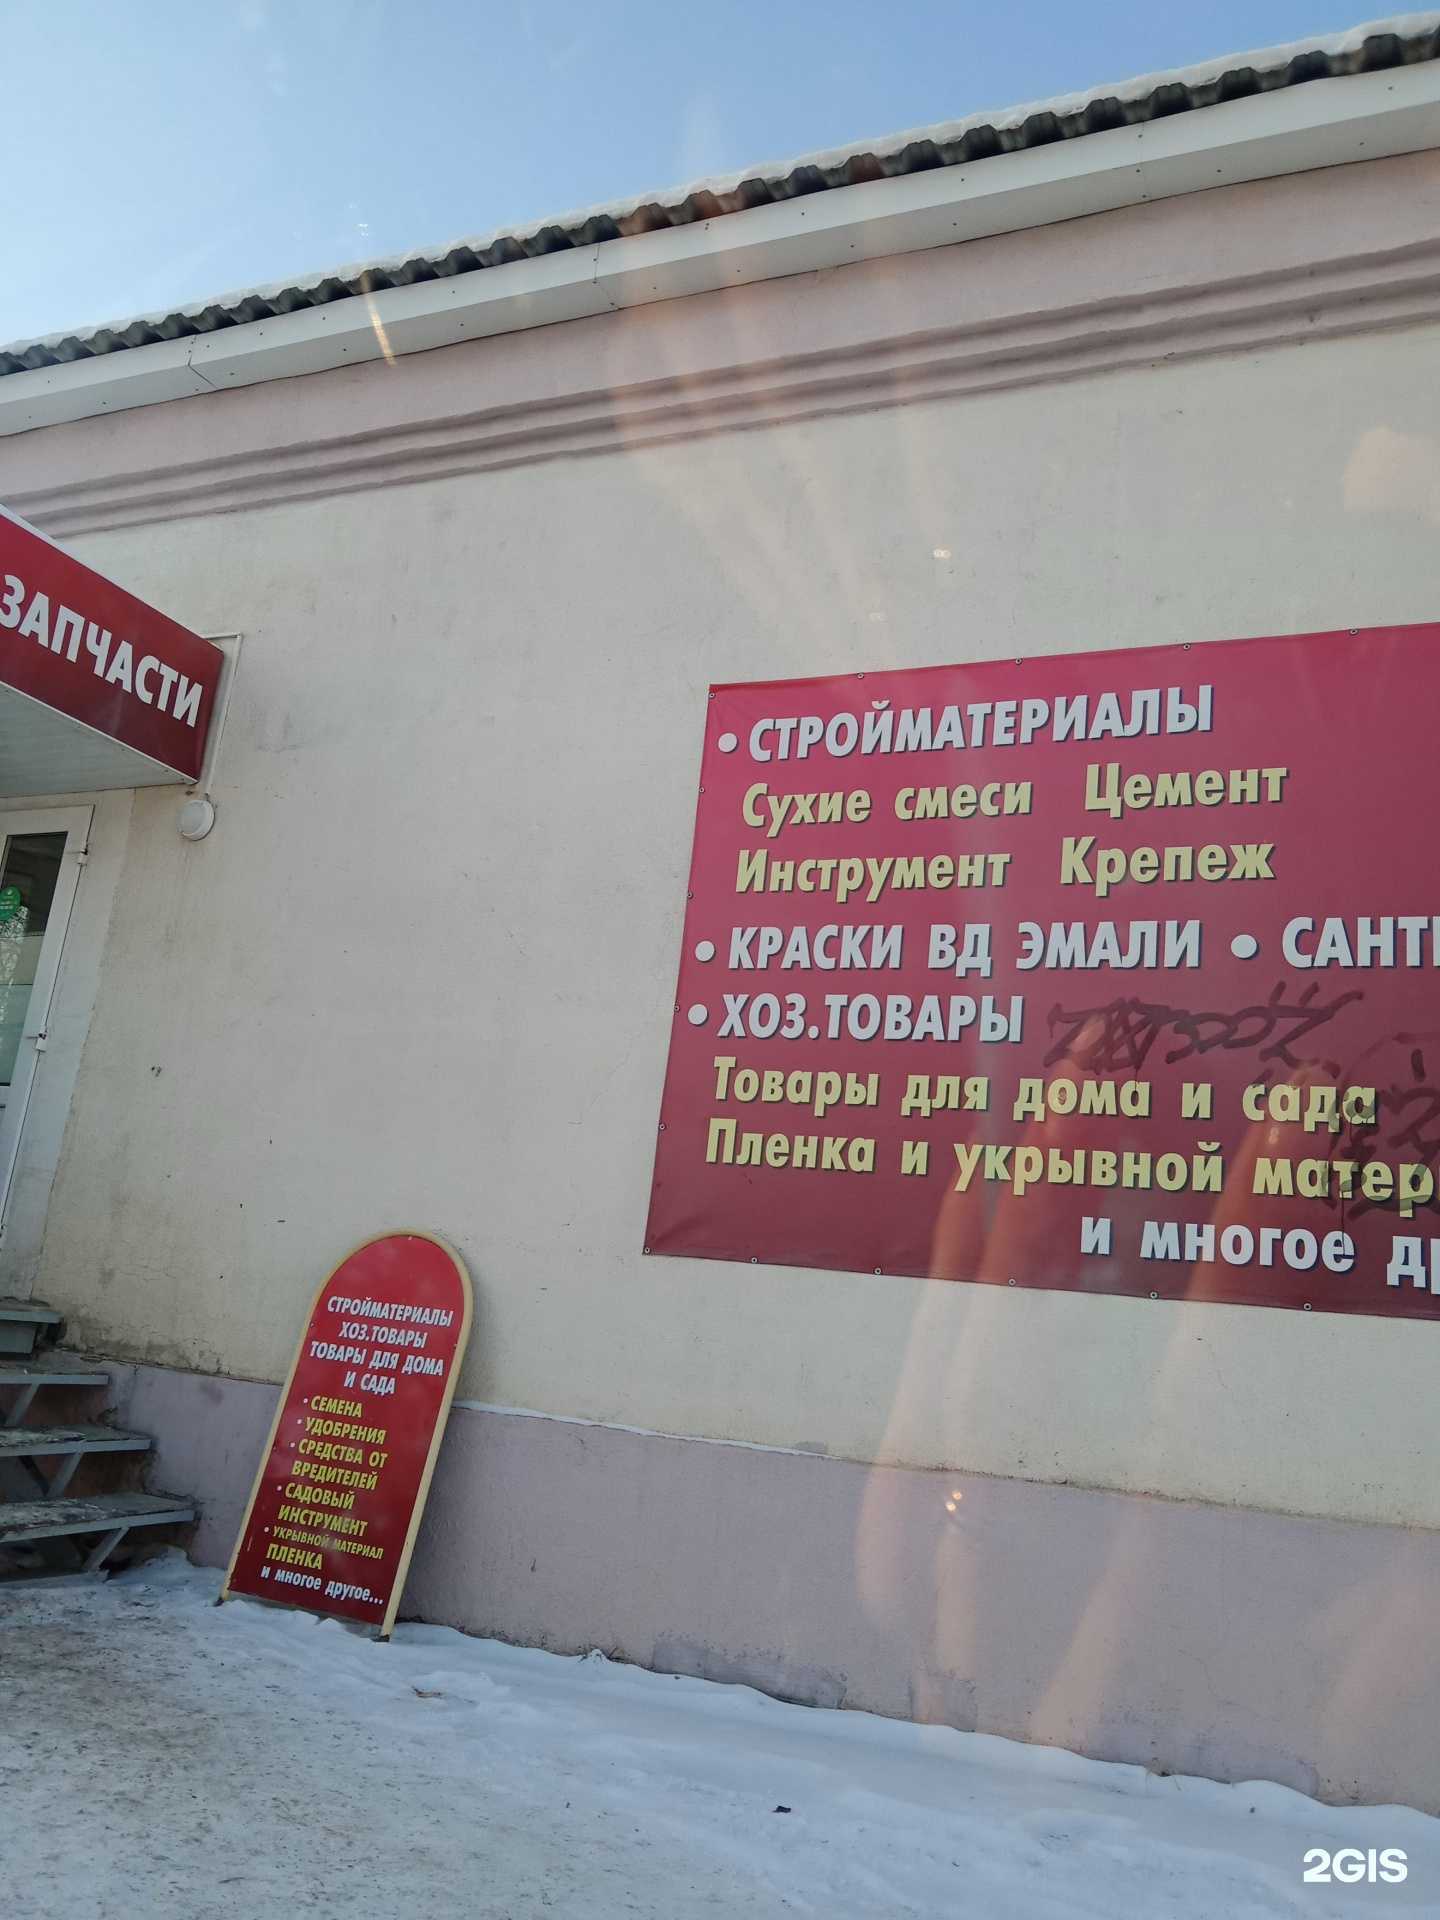 ЗАПЧАСТИ
• СТРОЙМАТЕРИАЛЫ
Сухие смеси Цемент
Инструмент Крепеж
• КРАСКИ ВД ЭМАЛИ • САНТ
• ХОЗ.ТОВАРЫ
Товары для дома и сада
Пленка и укрывной матер
и многое др
СТРОЙМАТЕРИАЛЫ
ХОЗ.ТОВАРЫ
ТОВАРЫ ДЛЯ ДОМА
И САДА
• СЕМЕНА
• УДОБРЕНИЯ
• СРЕДСТВА ОТ
ВРЕДИТЕЛЕЙ
• САДОВЫЙ
ИНСТРУМЕНТ
• УКРЫВНОЙ МАТЕРИАЛ
ПЛЕНКА
и многое другое...
2GIS